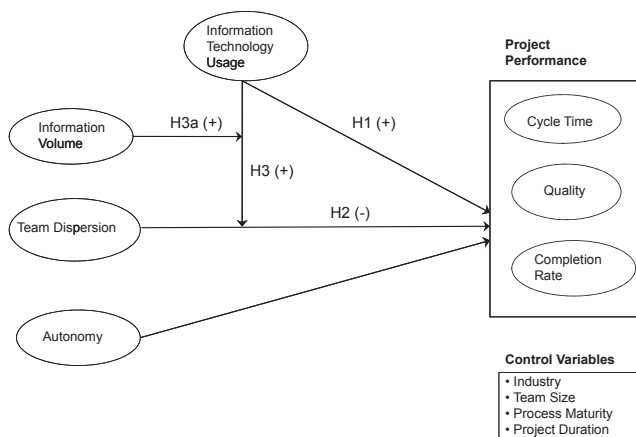 Information
Technology
Usage
Project
Performance
H3a (+)
H1 (+)
Cycle Time
Information
Volume
H3 (+)
Quality
Team Dispersion
H2 (-)
Completion
Rate
Autonomy
Control Variables
• Industry
• Team Size
• Process Maturity
• Project Duration